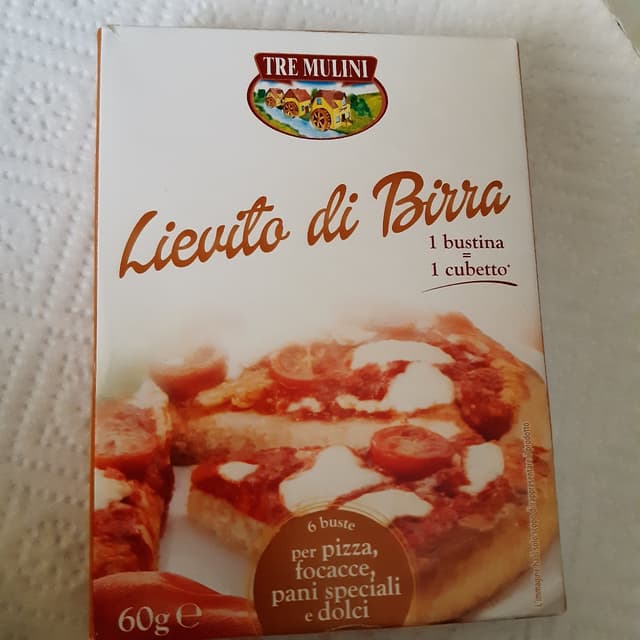 TRE MULINI
Lievito di Birra
1 bustina
=
1 cubetto*
6 buste
per pizza,
focacce,
pani speciali
e dolci
60g e